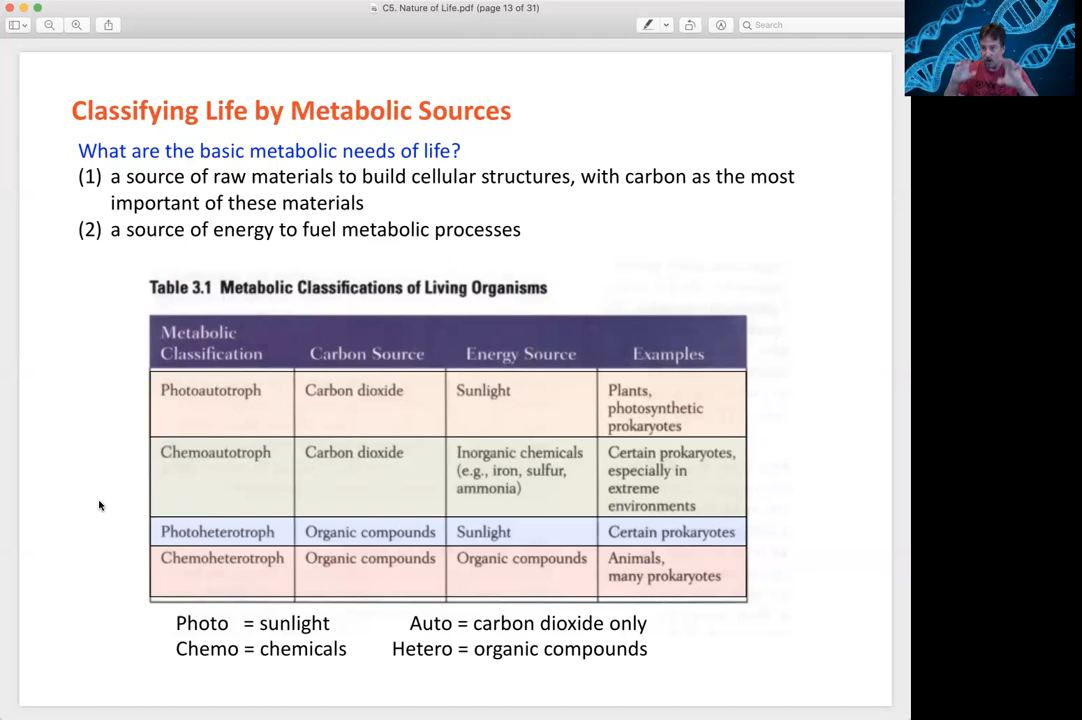 C5. Nature of Life.pdf (page 13 of 31)
Search
Classifying Life by Metabolic Sources
What are the basic metabolic needs of life?
(1) a source of raw materials to build cellular structures, with carbon as the most
important of these materials
(2) a source of energy to fuel metabolic processes
Table 3.1 Metabolic Classifications of Living Organisms
Metabolic
Classification Carbon Source Energy Source Examples
Photoautotroph Carbon dioxide Sunlight Plants,
photosynthetic
prokaryotes
Chemoautotroph Carbon dioxide Inorganic chemicals Certain prokaryotes,
(e.g., iron, sulfur, especially in
ammonia) extreme
environments
Photoheterotroph Organic compounds Sunlight Certain prokaryotes
Chemoheterotroph Organic compounds Organic compounds Animals,
many prokaryotes
Photo = sunlight Auto = carbon dioxide only
Chemo = chemicals Hetero = organic compounds